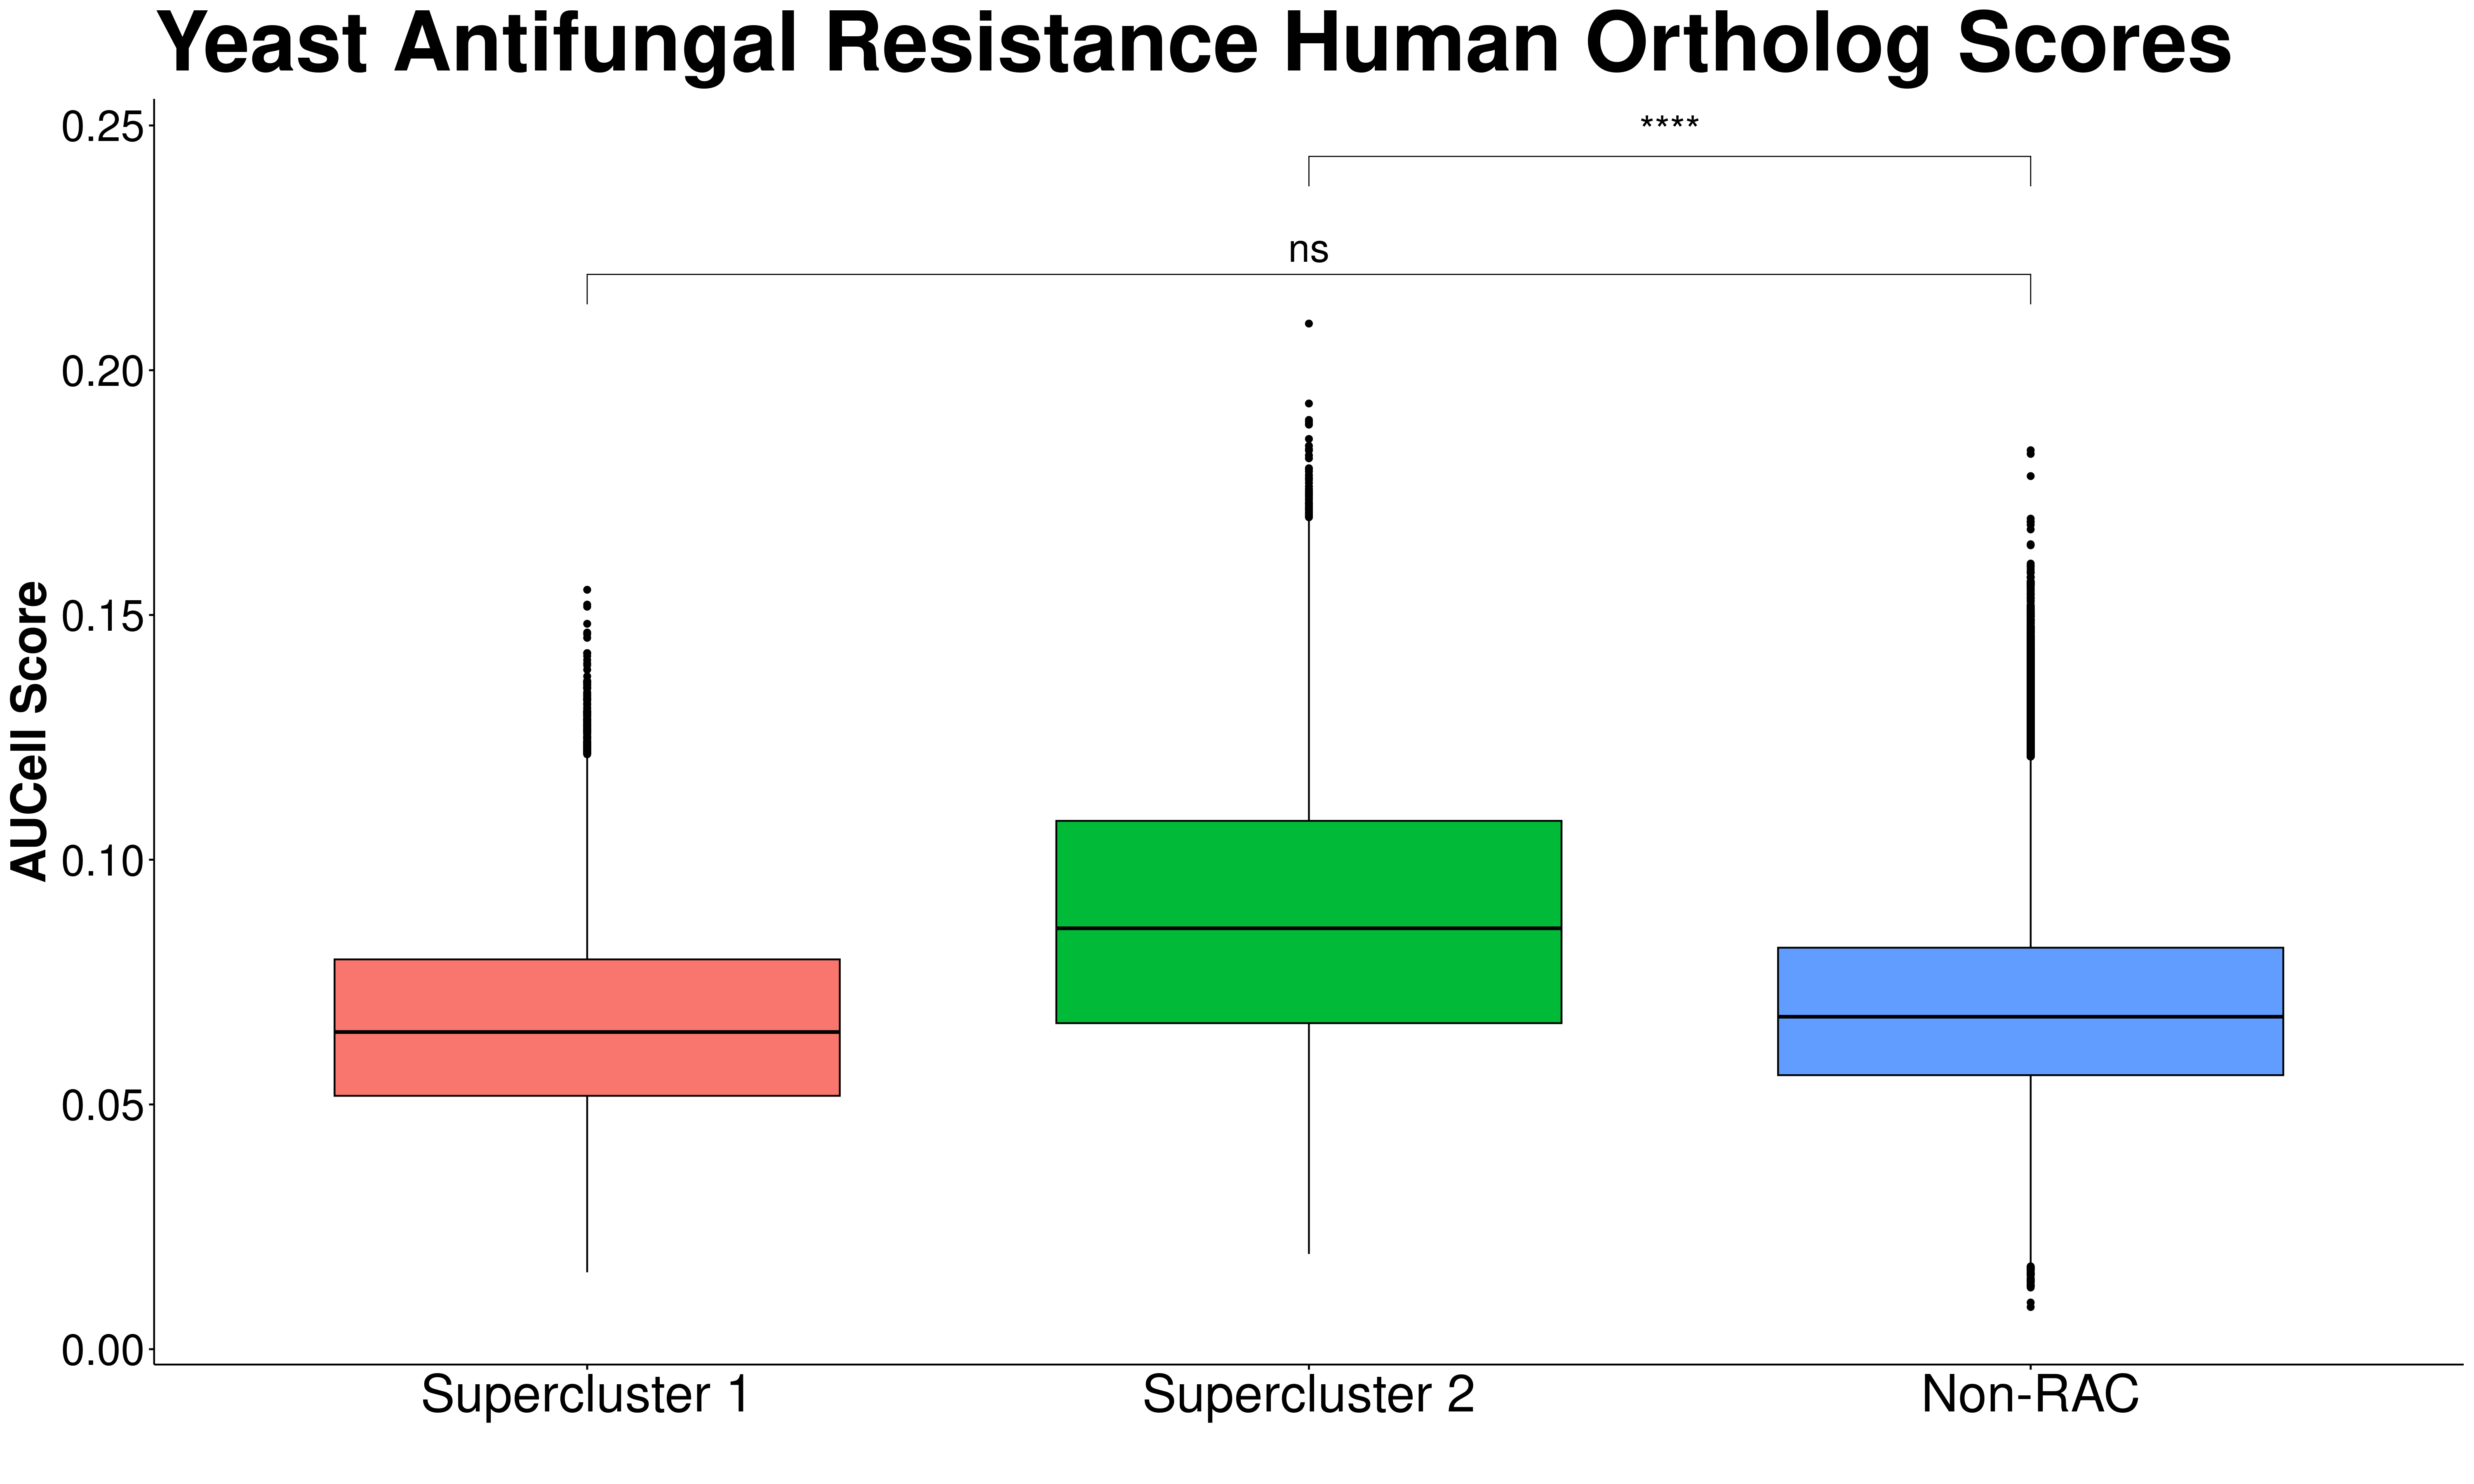 Yeast Antifungal Resistance Human Ortholog Scores
0.25
****
ns
0.20
0.15
AUCell Score
0.10
0.05
0.00
Supercluster 1
Supercluster 2
Non-RAC